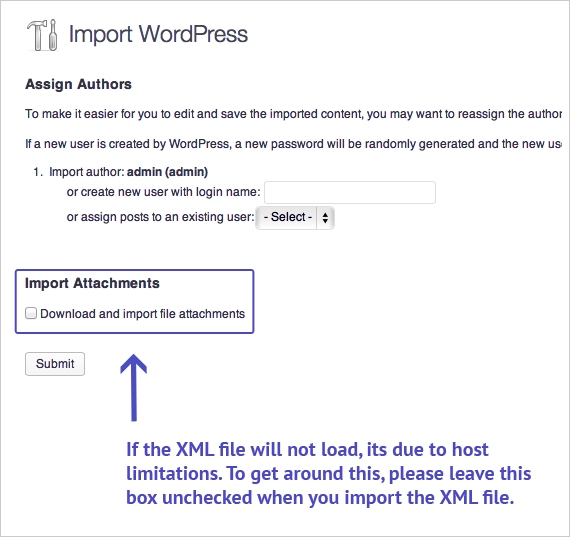 Import WordPress
Assign Authors
To make it easier for you to edit and save the imported content, you may want to reassign the author
If a new user is created by WordPress, a new password will be randomly generated and the new use
1. Import author: admin (admin)
or create new user with login name:
or assign posts to an existing user: - Select -
Import Attachments
Download and import file attachments
Submit
If the XML file will not load, its due to host
limitations. To get around this, please leave this
box unchecked when you import the XML file.